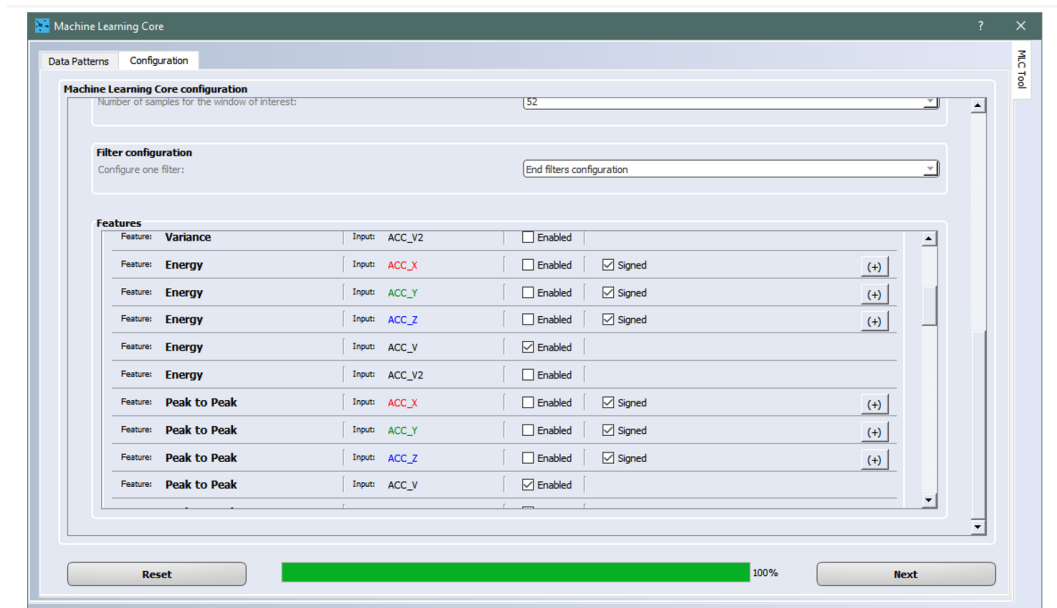 Machine Learning Core ? ×
Data Patterns Configuration
MLC Tool
Machine Learning Core configuration
Number of samples for the window of interest: 52
Filter configuration
Configure one filter: End filters configuration
Features
Feature: Variance Input: ACC_V2 Enabled
Feature: Energy Input: ACC_X Enabled Signed (+)
Feature: Energy Input: ACC_Y Enabled Signed (+)
Feature: Energy Input: ACC_Z Enabled Signed (+)
Feature: Energy Input: ACC_V Enabled
Feature: Energy Input: ACC_V2 Enabled
Feature: Peak to Peak Input: ACC_X Enabled Signed (+)
Feature: Peak to Peak Input: ACC_Y Enabled Signed (+)
Feature: Peak to Peak Input: ACC_Z Enabled Signed (+)
Feature: Peak to Peak Input: ACC_V Enabled
Reset 100% Next